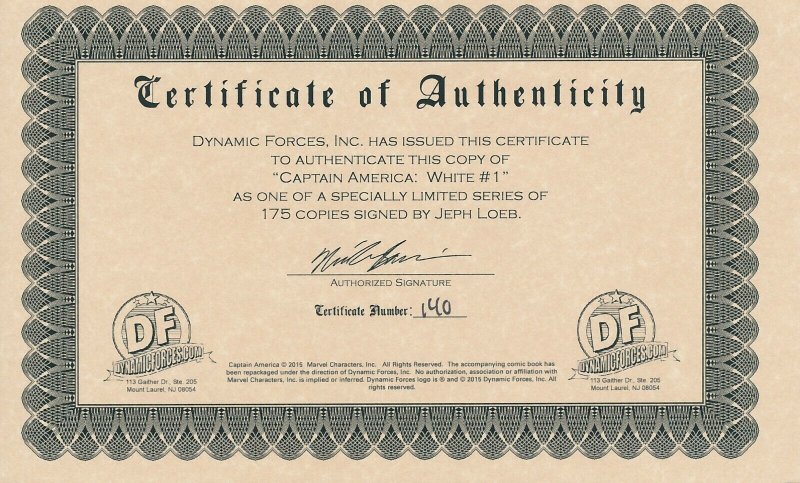 Certificate of Authenticity
Dynamic Forces, Inc. has issued this certificate
to authenticate this copy of
"Captain America: White #1"
as one of a specially limited series of
175 copies signed by Jeph Loeb.
Authorized Signature
Certificate Number: 140
DF
DYNAMICFORCES.COM
113 Gaither Dr., Ste. 205
Mount Laurel, NJ 08054
Captain America © 2015 Marvel Characters, Inc. All Rights Reserved. The accompanying comic book has
been repackaged under the direction of Dynamic Forces, Inc. No authorization, association or affiliation with
Marvel Characters, Inc. is implied or inferred. Dynamic Forces logo is ® and © 2015 Dynamic Forces, Inc. All
rights reserved.
DF
DYNAMICFORCES.COM
113 Gaither Dr., Ste. 205
Mount Laurel, NJ 08054